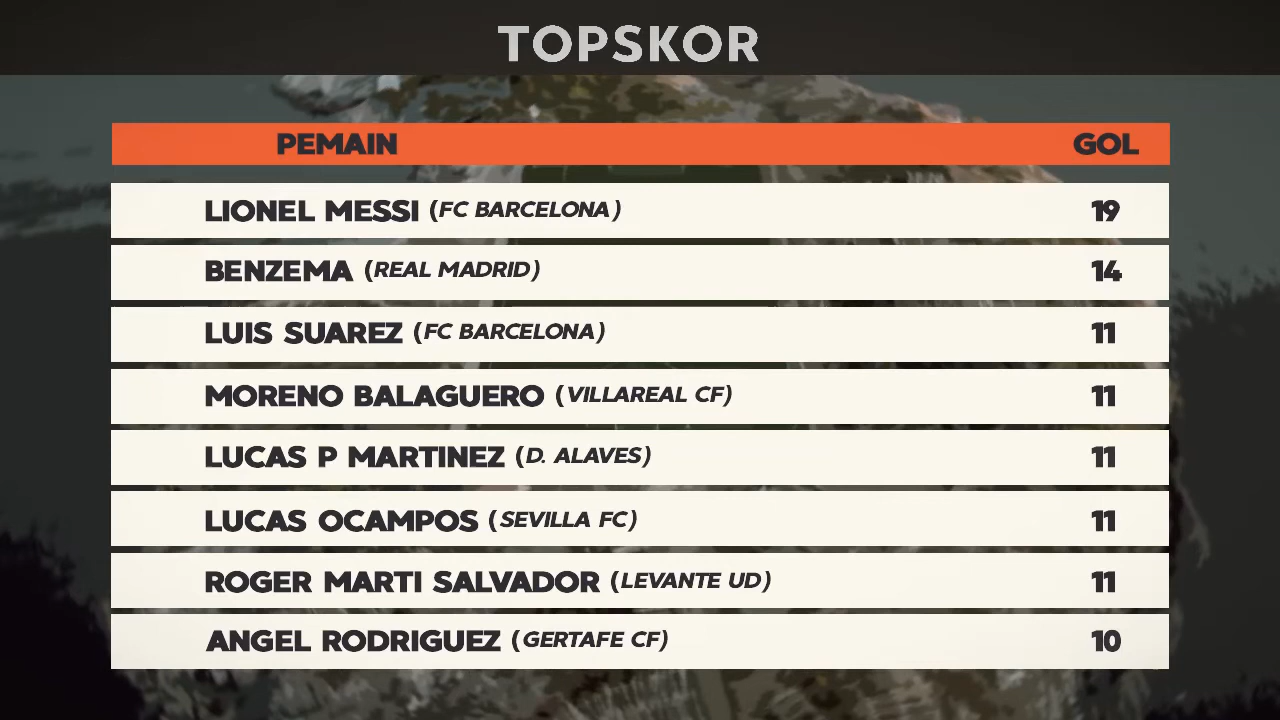 TOPSKOR
PEMAIN GOL
LIONEL MESSI (FC BARCELONA) 19
BENZEMA (REAL MADRID) 14
LUIS SUAREZ (FC BARCELONA) 11
MORENO BALAGUERO (VILLAREAL CF) 11
LUCAS P MARTINEZ (D. ALAVES) 11
LUCAS OCAMPOS (SEVILLA FC) 11
ROGER MARTI SALVADOR (LEVANTE UD) 11
ANGEL RODRIGUEZ (GERTAFE CF) 10